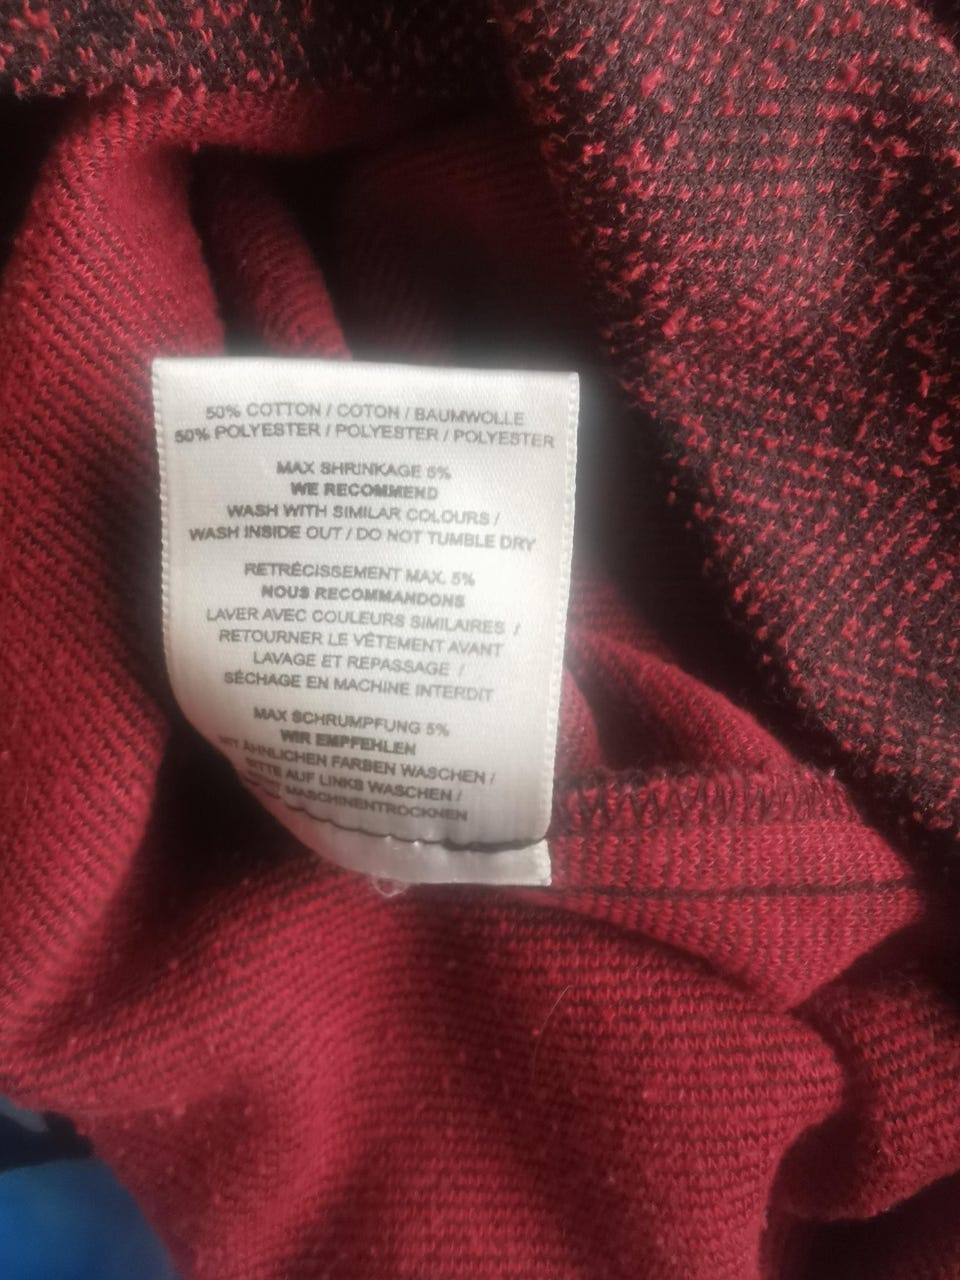 50% COTTON / COTON / BAUMWOLLE
50% POLYESTER / POLYESTER / POLYESTER
MAX SHRINKAGE 5%
WE RECOMMEND
WASH WITH SIMILAR COLOURS /
WASH INSIDE OUT / DO NOT TUMBLE DRY
RETRÉCISSEMENT MAX. 5%
NOUS RECOMMANDONS
LAVER AVEC COULEURS SIMILAIRES /
RETOURNER LE VÊTEMENT AVANT
LAVAGE ET REPASSAGE /
SÉCHAGE EN MACHINE INTERDIT
MAX SCHRUMPFUNG 5%
WIR EMPFEHLEN
MIT ÄHNLICHEN FARBEN WASCHEN /
BITTE AUF LINKS WASCHEN /
MASCHINENTROCKNEN